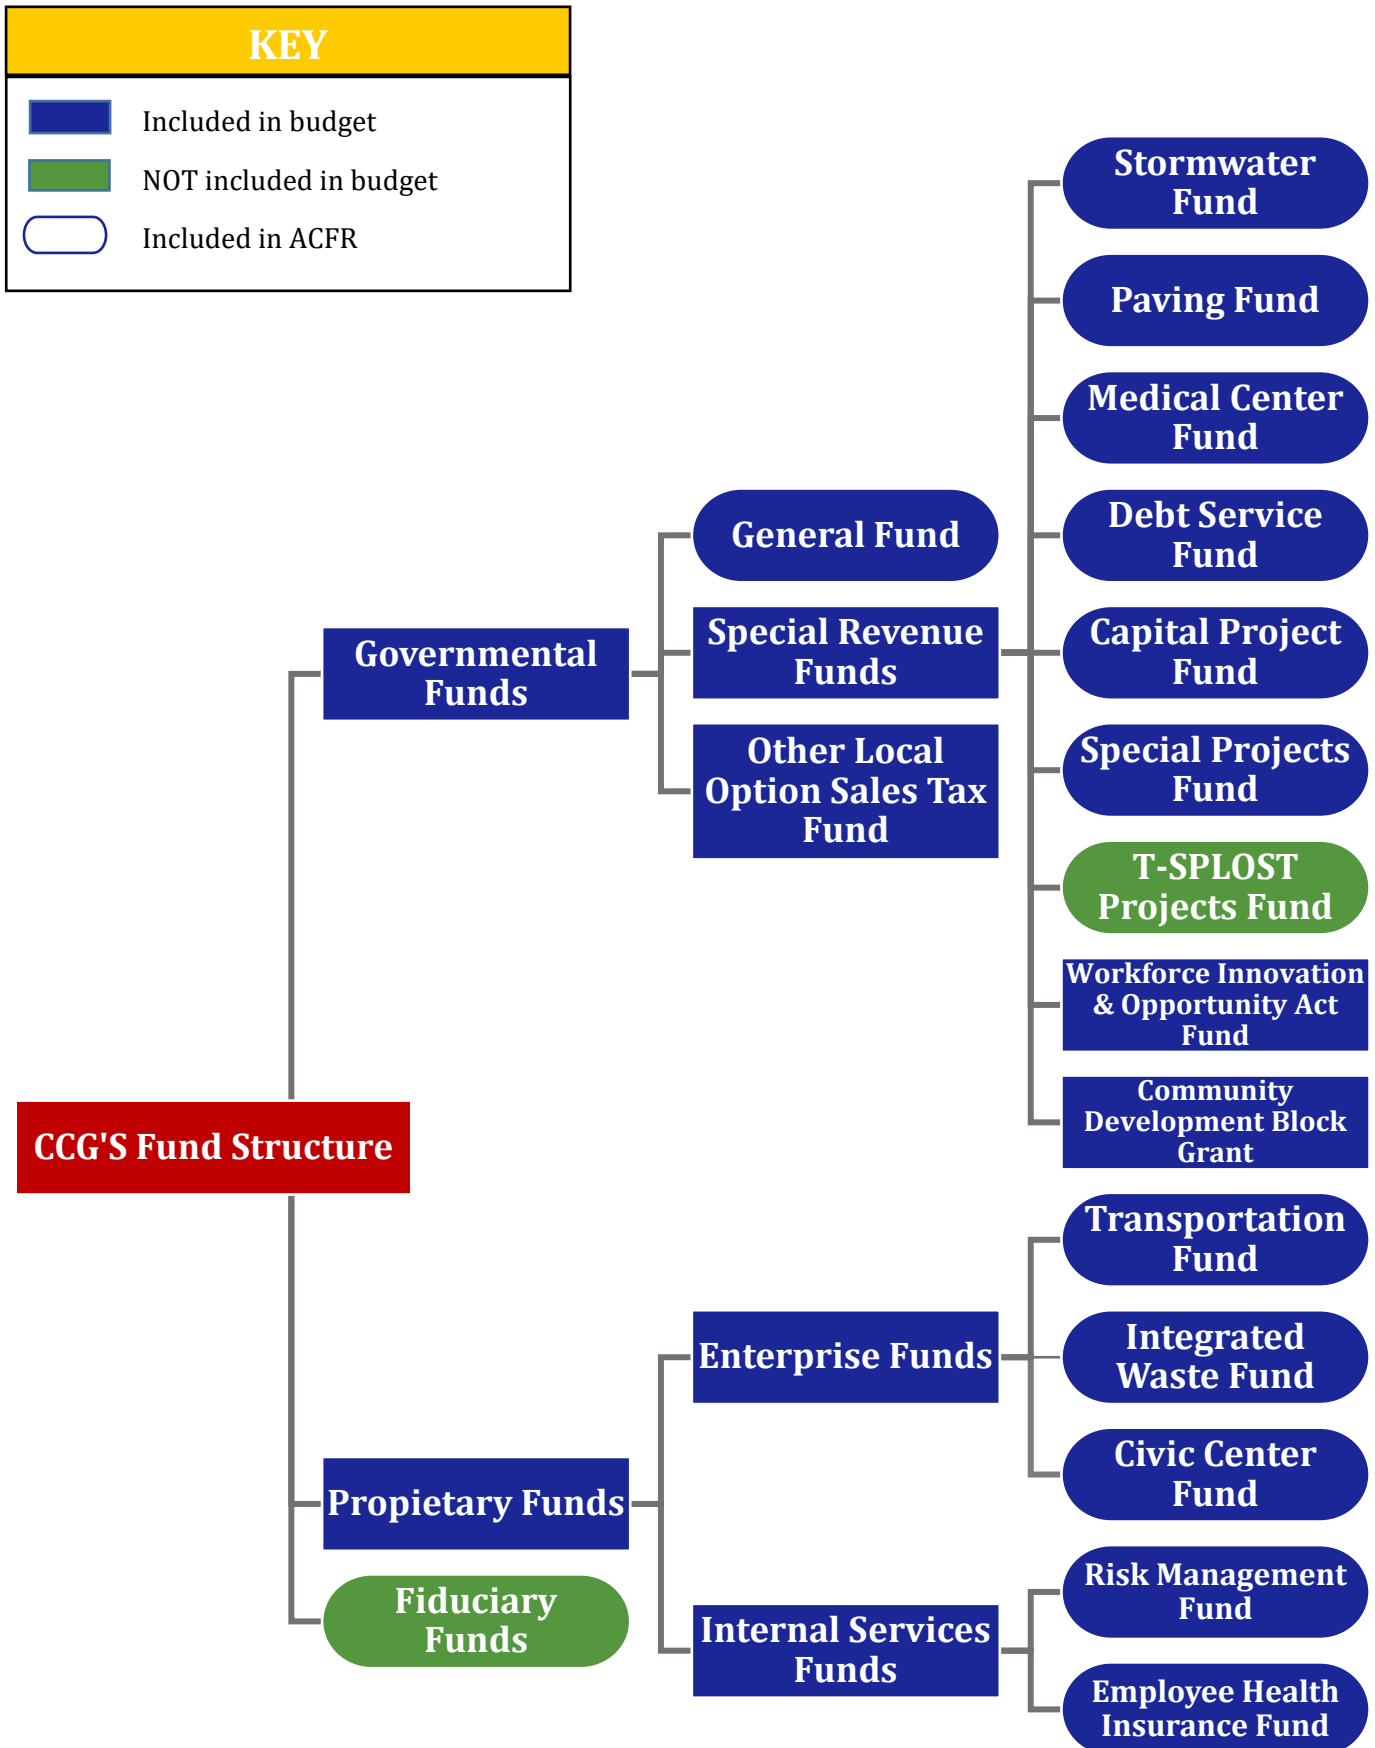 KEY
Included in budget
NOT included in budget
Included in ACFR
Stormwater
Fund
Paving Fund
Medical Center
Fund
Debt Service
Fund
Capital Project
Fund
Special Projects
Fund
T-SPLOST
Projects Fund
Workforce Innovation
& Opportunity Act
Fund
Community
Development Block
Grant
General Fund
Special Revenue
Funds
Other Local
Option Sales Tax
Fund
Governmental
Funds
CCG'S Fund Structure
Propietary Funds
Fiduciary
Funds
Enterprise Funds
Internal Services
Funds
Transportation
Fund
Integrated
Waste Fund
Civic Center
Fund
Risk Management
Fund
Employee Health
Insurance Fund